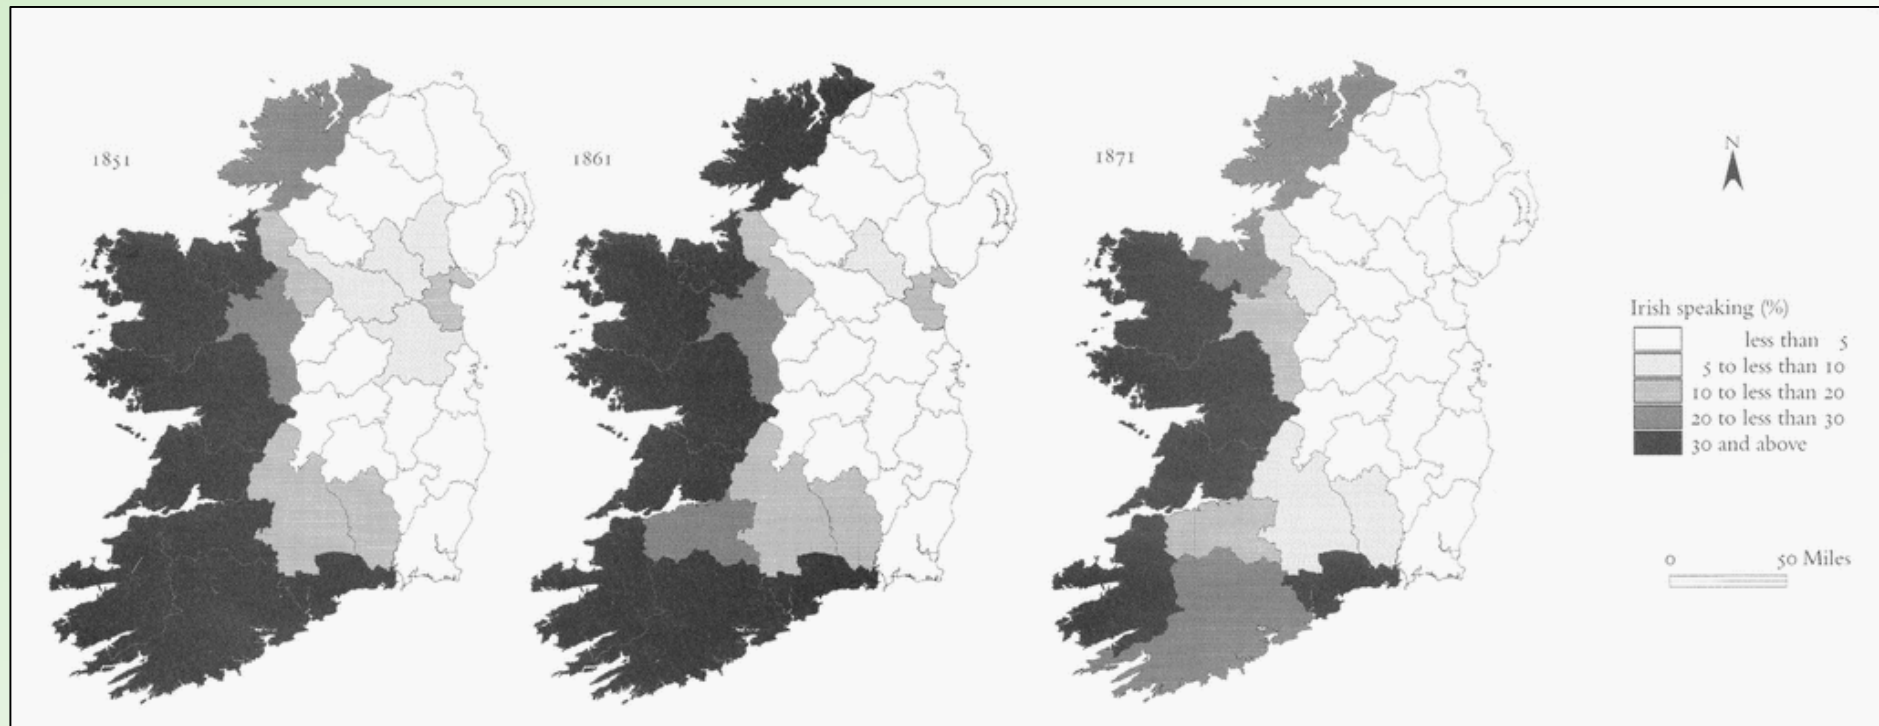 1851
1861
1871
N
Irish speaking (%)
less than 5
5 to less than 10
10 to less than 20
20 to less than 30
30 and above
0 50 Miles